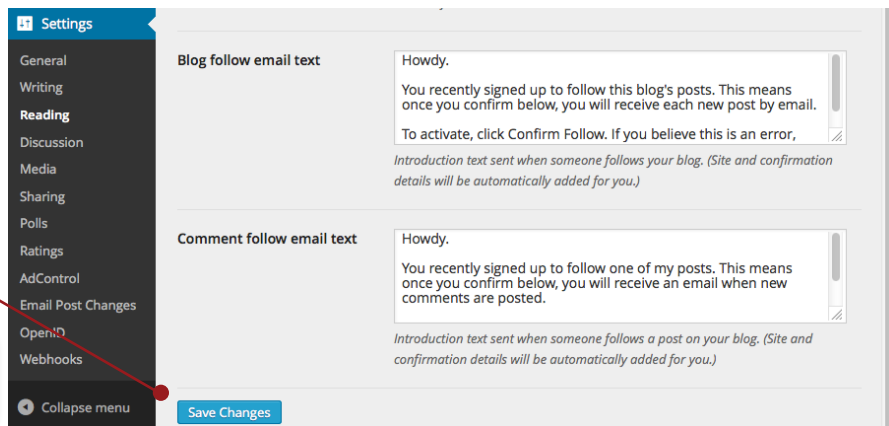 Settings
General
Writing
Reading
Discussion
Media
Sharing
Polls
Ratings
AdControl
Email Post Changes
OpenID
Webhooks
Collapse menu
Blog follow email text
Howdy.
You recently signed up to follow this blog's posts. This means
once you confirm below, you will receive each new post by email.
To activate, click Confirm Follow. If you believe this is an error,
Introduction text sent when someone follows your blog. (Site and confirmation
details will be automatically added for you.)
Comment follow email text
Howdy.
You recently signed up to follow one of my posts. This means
once you confirm below, you will receive an email when new
comments are posted.
Introduction text sent when someone follows a post on your blog. (Site and
confirmation details will be automatically added for you.)
Save Changes